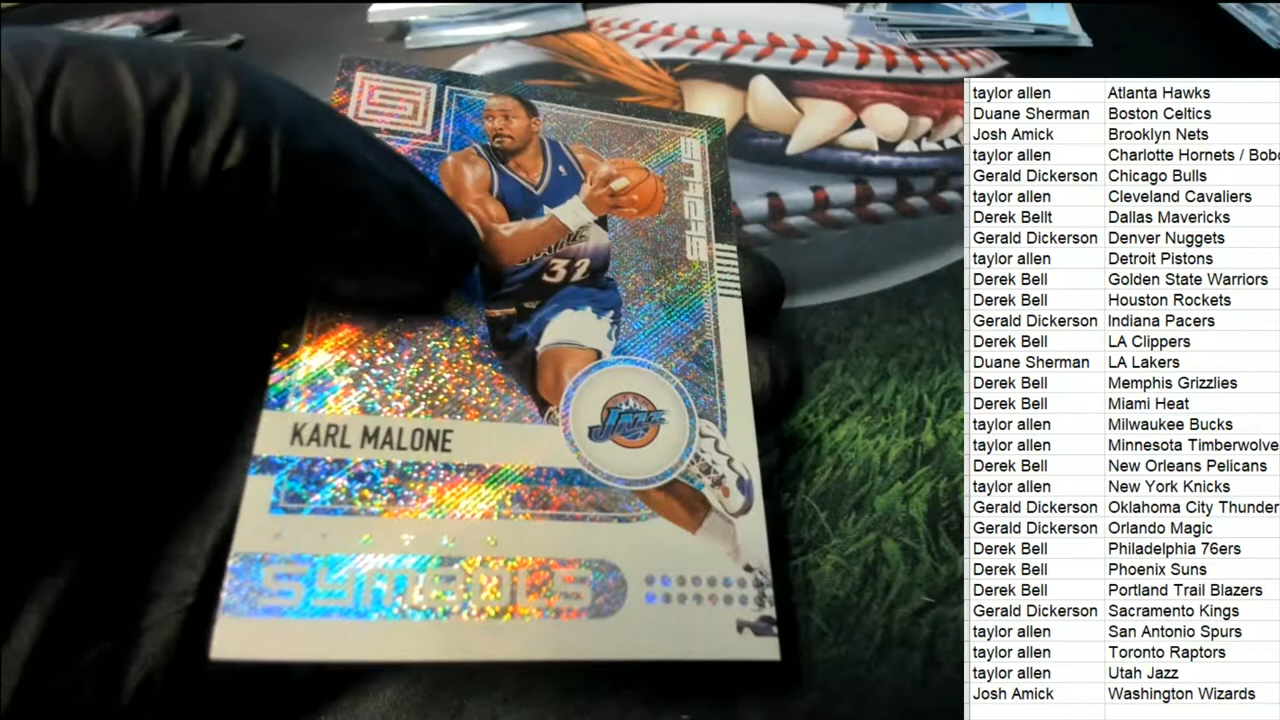 STATUS
32
JAZZ
KARL MALONE
STATUS
SYMBOLS
taylor allen Atlanta Hawks
Duane Sherman Boston Celtics
Josh Amick Brooklyn Nets
taylor allen Charlotte Hornets / Bobc
Gerald Dickerson Chicago Bulls
taylor allen Cleveland Cavaliers
Derek Bellt Dallas Mavericks
Gerald Dickerson Denver Nuggets
taylor allen Detroit Pistons
Derek Bell Golden State Warriors
Derek Bell Houston Rockets
Gerald Dickerson Indiana Pacers
Derek Bell LA Clippers
Duane Sherman LA Lakers
Derek Bell Memphis Grizzlies
Derek Bell Miami Heat
taylor allen Milwaukee Bucks
taylor allen Minnesota Timberwolve
Derek Bell New Orleans Pelicans
taylor allen New York Knicks
Gerald Dickerson Oklahoma City Thunder
Gerald Dickerson Orlando Magic
Derek Bell Philadelphia 76ers
Derek Bell Phoenix Suns
Derek Bell Portland Trail Blazers
Gerald Dickerson Sacramento Kings
taylor allen San Antonio Spurs
taylor allen Toronto Raptors
taylor allen Utah Jazz
Josh Amick Washington Wizards